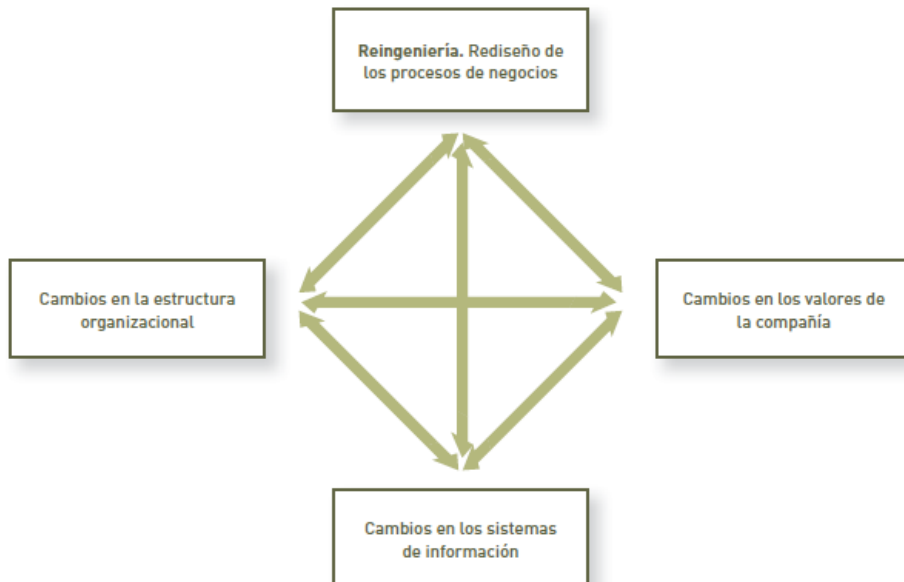 Reingeniería. Rediseño de
los procesos de negocios
Cambios en la estructura
organizacional
Cambios en los valores de
la compañía
Cambios en los sistemas
de información